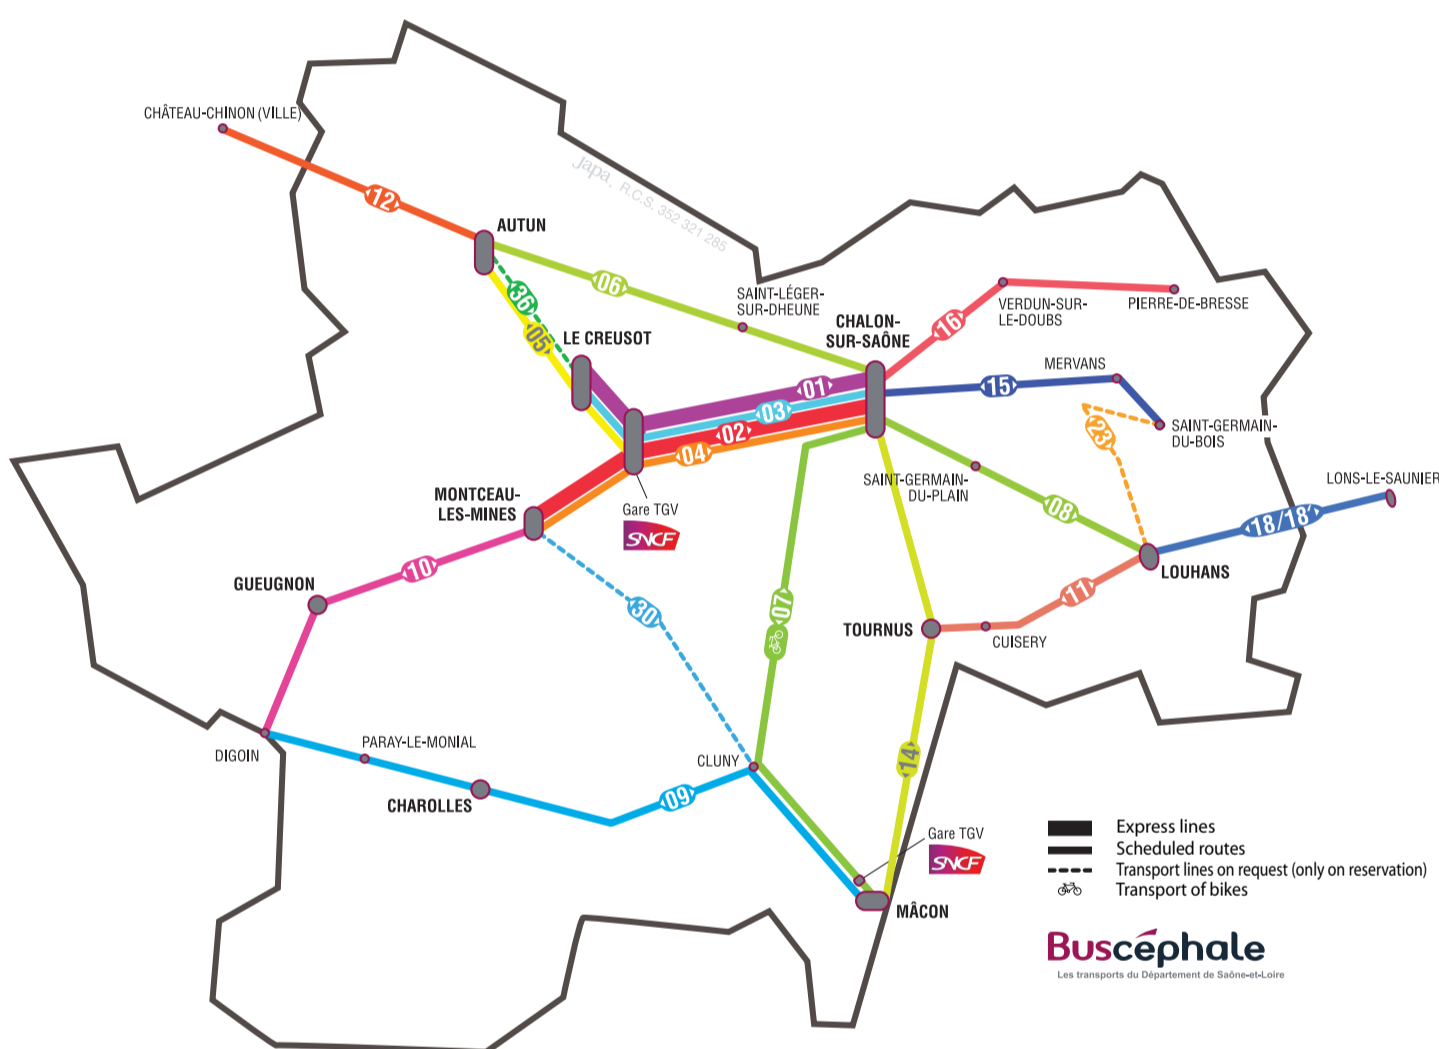 CHÂTEAU-CHINON (VILLE)
12
AUTUN
Japa. R.C.S. 352 321 285
06
36
05
SAINT-LÉGER-
SUR-DHEUNE
LE CREUSOT
CHALON-
SUR-SAÔNE
16
VERDUN-SUR-
LE-DOUBS
PIERRE-DE-BRESSE
MERVANS
01
03
02
04
15
23
SAINT-GERMAIN-
DU-BOIS
SAINT-GERMAIN-
DU-PLAIN
LONS-LE-SAUNIER
MONTCEAU-
LES-MINES
Gare TGV
SNCF
08
18/18'
LOUHANS
10
GUEUGNON
30
07
11
TOURNUS
CUISERY
DIGOIN
PARAY-LE-MONIAL
CHAROLLES
09
CLUNY
14
Gare TGV
SNCF
MÂCON
Express lines
Scheduled routes
Transport lines on request (only on reservation)
Transport of bikes
Buscéphale
Les transports du Département de Saône-et-Loire